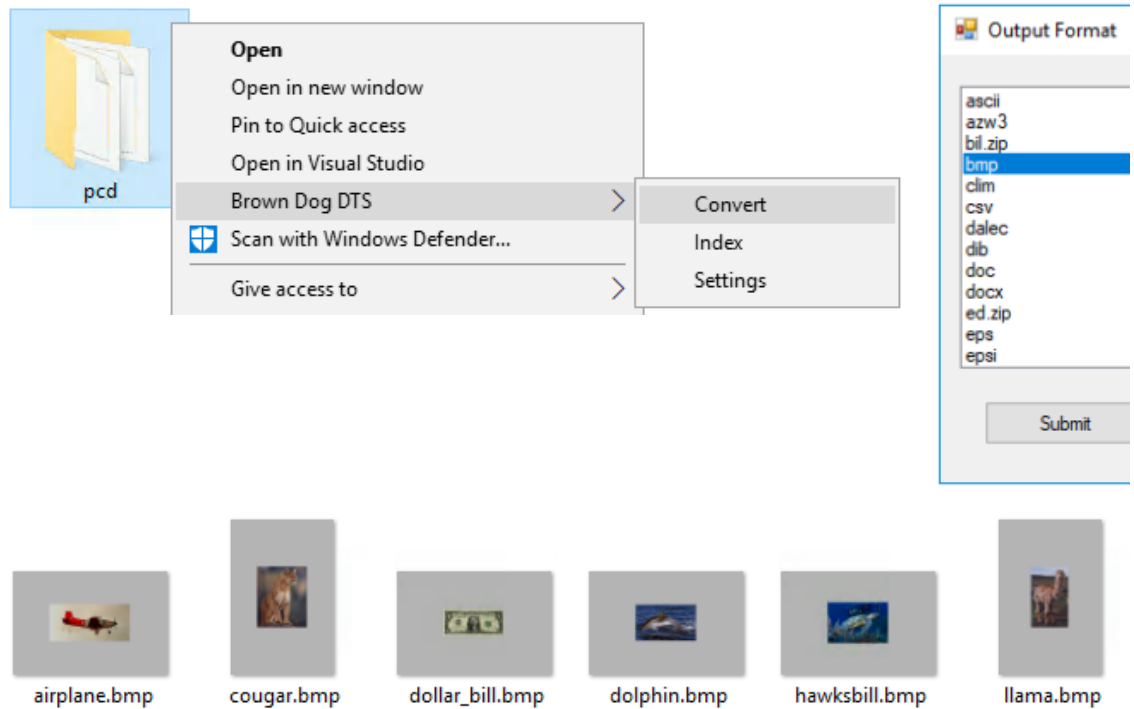 pcd
Open
Open in new window
Pin to Quick access
Open in Visual Studio
Brown Dog DTS
Scan with Windows Defender...
Give access to
Convert
Index
Settings
Output Format
ascii
azw3
bil.zip
bmp
clim
csv
dalec
dib
doc
docx
ed.zip
eps
epsi
Submit
airplane.bmp
cougar.bmp
dollar_bill.bmp
dolphin.bmp
hawksbill.bmp
llama.bmp